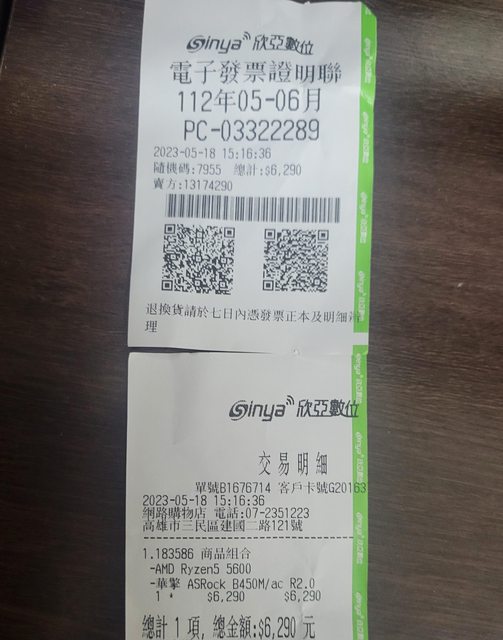 Sinya 欣亞數位
電子發票證明聯
112年05-06月
PC-03322289
2023-05-18 15:16:36
隨機碼:7955 總計:$6,290
賣方:13174290
退換貨請於七日內憑發票正本及明細辦
理
Sinya 欣亞數位
交易明細
單號B1676714 客戶卡號G20163
2023-05-18 15:16:36
網路購物店 電話:07-2351223
高雄市三民區建國二路121號
1.183586 商品組合
-AMD Ryzen5 5600
-華擎 ASRock B450M/ac R2.0
1 * $6,290 $6,290
總計 1 項, 總金額:$6,290 元